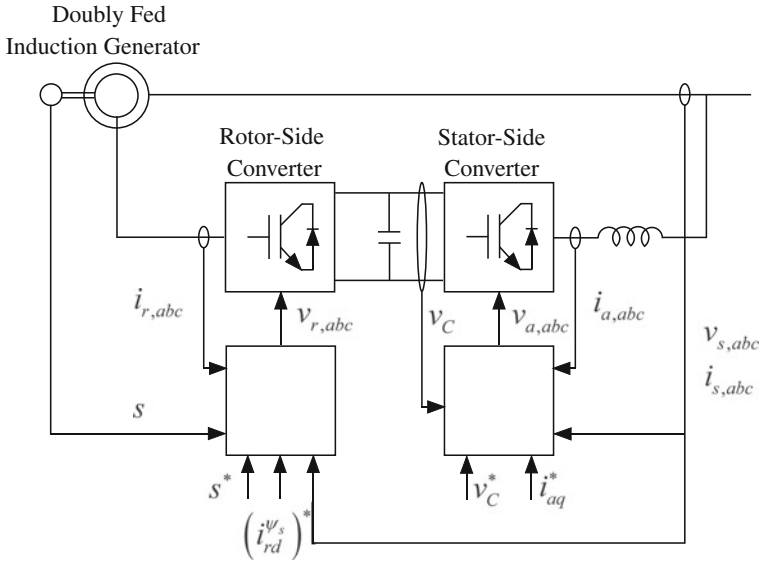 Doubly Fed
Induction Generator
Rotor-Side
Converter
Stator-Side
Converter
i_{r,abc}
v_{r,abc}
v_C
v_{a,abc}
i_{a,abc}
v_{s,abc}
i_{s,abc}
s
s^*
(i_{rd}^{ψ_s})^*
v_C^*
i_{aq}^*